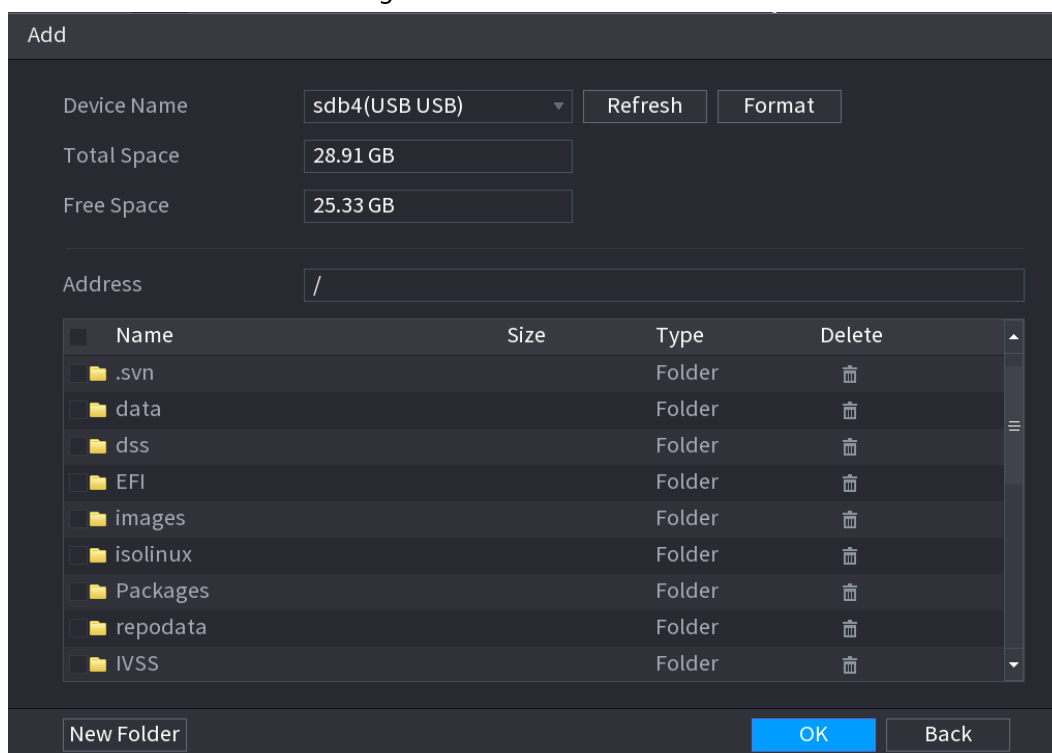 Add
Device Name sdb4(USB USB) Refresh Format
Total Space 28.91 GB
Free Space 25.33 GB
Address /
Name Size Type Delete
.svn Folder
data Folder
dss Folder
EFI Folder
images Folder
isolinux Folder
Packages Folder
repodata Folder
IVSS Folder
New Folder OK Back